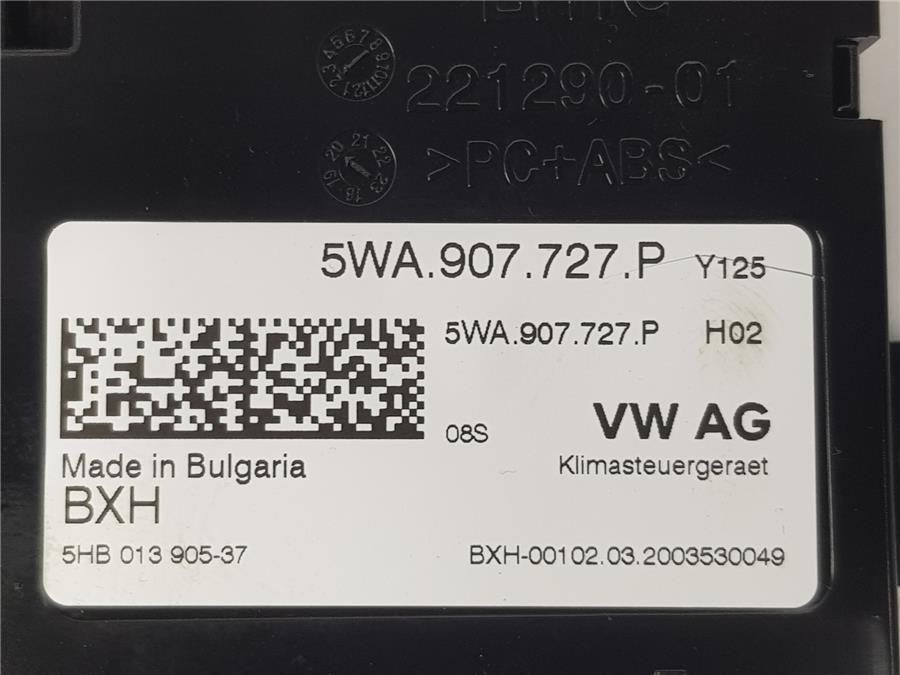 221290-01
>PC+ABS<
5WA.907.727.P Y125
5WA.907.727.P H02
08S
VW AG
Made in Bulgaria
Klimasteuergeraet
BXH
5HB 013 905-37
BXH-00102.03.2003530049